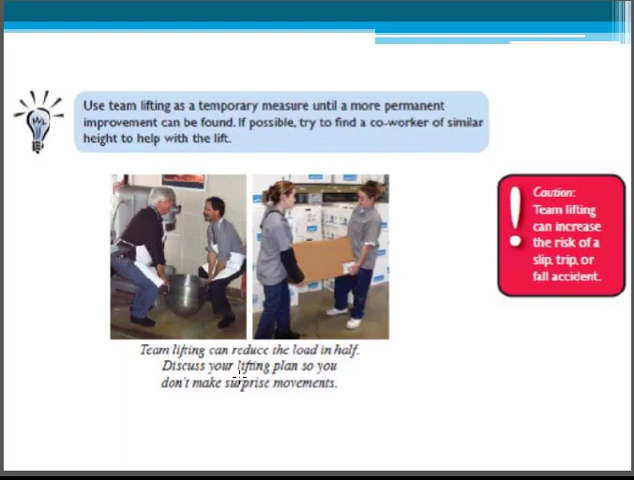 Use team lifting as a temporary measure until a more permanent
improvement can be found. If possible, try to find a co-worker of similar
height to help with the lift.
Caution:
Team lifting
can increase
the risk of a
slip, trip, or
fall accident.
Team lifting can reduce the load in half.
Discuss your lifting plan so you
don't make surprise movements.